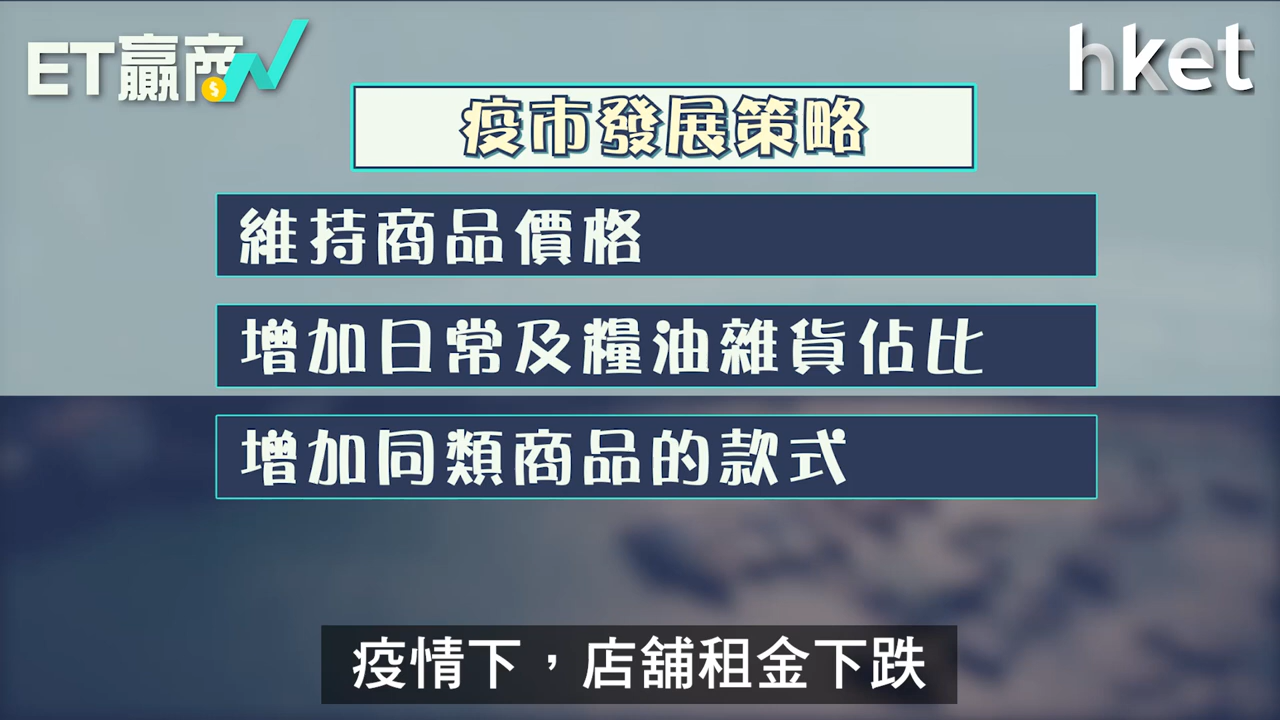 ET贏商
hket
疫市發展策略
維持商品價格
增加日常及糧油雜貨佔比
增加同類商品的款式
疫情下，店舖租金下跌